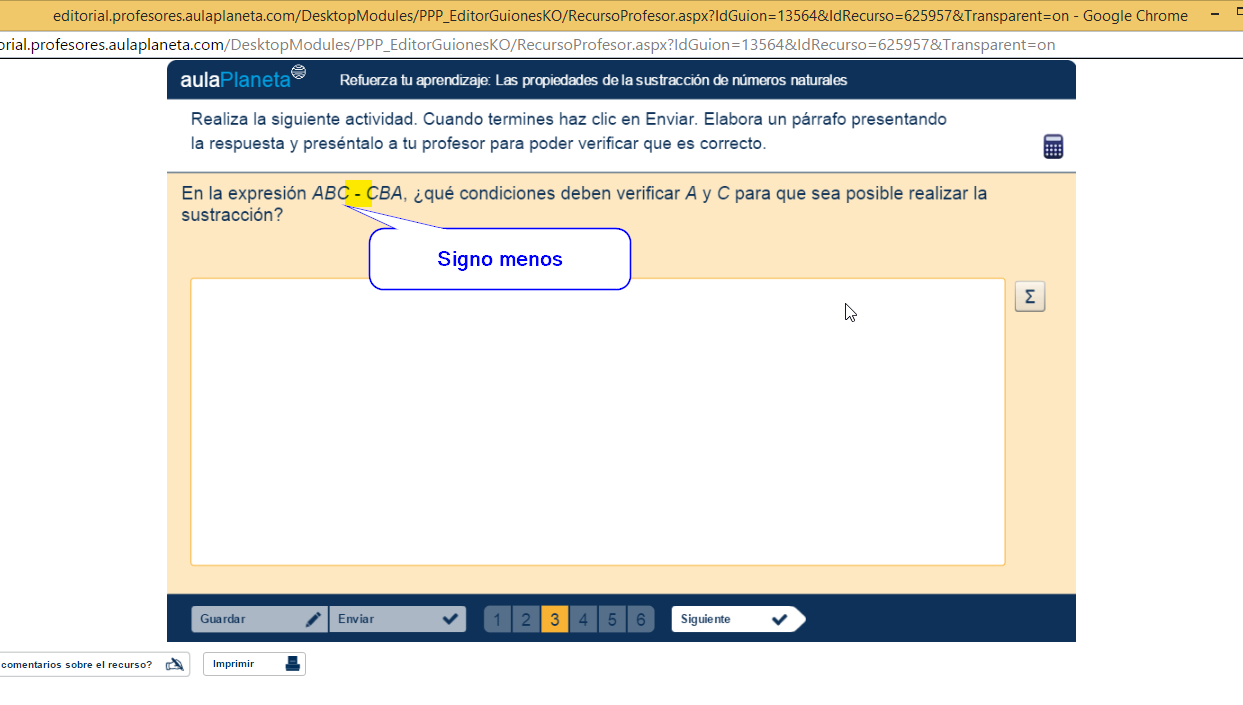 editorial.profesores.aulaplaneta.com/DesktopModules/PPP_EditorGuionesKO/RecursoProfesor.aspx?IdGuion=13564&IdRecurso=625957&Transparent=on - Google Chrome
orial.profesores.aulaplaneta.com/DesktopModules/PPP_EditorGuionesKO/RecursoProfesor.aspx?IdGuion=13564&IdRecurso=625957&Transparent=on
aulaPlaneta Refuerza tu aprendizaje: Las propiedades de la sustracción de números naturales
Realiza la siguiente actividad. Cuando termines haz clic en Enviar. Elabora un párrafo presentando
la respuesta y preséntalo a tu profesor para poder verificar que es correcto.
En la expresión ABC - CBA, ¿qué condiciones deben verificar A y C para que sea posible realizar la
sustracción?
Signo menos
Σ
Guardar Enviar 1 2 3 4 5 6 Siguiente
comentarios sobre el recurso? Imprimir